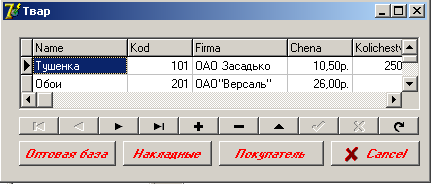 Твар
Name Kod Firma Chena Kolichestv
Тушенка 101 ОАО Засадько 10,50р. 250
Обои 201 ОАО"Версаль" 26,00р.
Оптовая база Накладные Покупатель Cancel